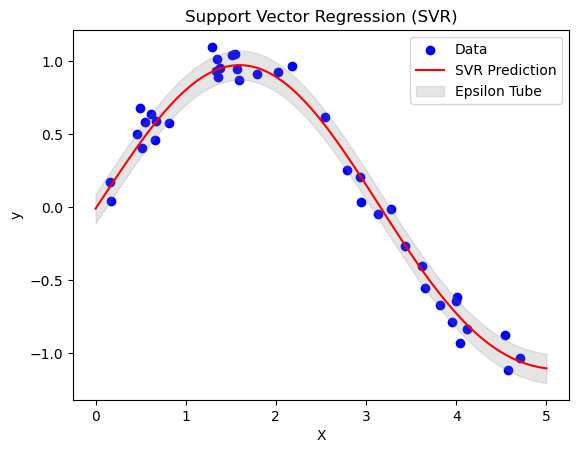 Support Vector Regression (SVR)
Data
SVR Prediction
Epsilon Tube
1.0
0.5
0.0
−0.5
−1.0
y
0 1 2 3 4 5
X